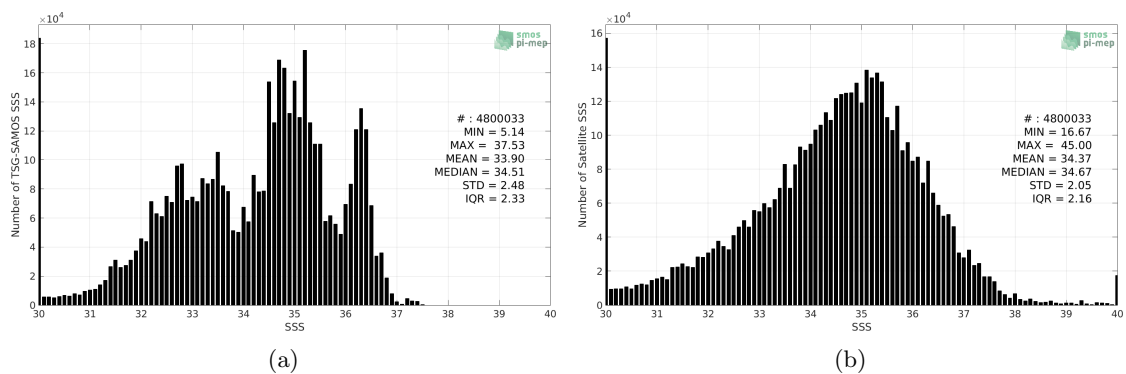 ×10⁴
smos
pi-mep
18
16
14
12
10
8
6
4
2
0
Number of TSG-SAMOS SSS
# : 4800033
MIN = 5.14
MAX = 37.53
MEAN = 33.90
MEDIAN = 34.51
STD = 2.48
IQR = 2.33
30 31 32 33 34 35 36 37 38 39 40
SSS
(a)
×10⁴
smos
pi-mep
16
14
12
10
8
6
4
2
0
Number of Satellite SSS
# : 4800033
MIN = 16.67
MAX = 45.00
MEAN = 34.37
MEDIAN = 34.67
STD = 2.05
IQR = 2.16
30 31 32 33 34 35 36 37 38 39 40
SSS
(b)